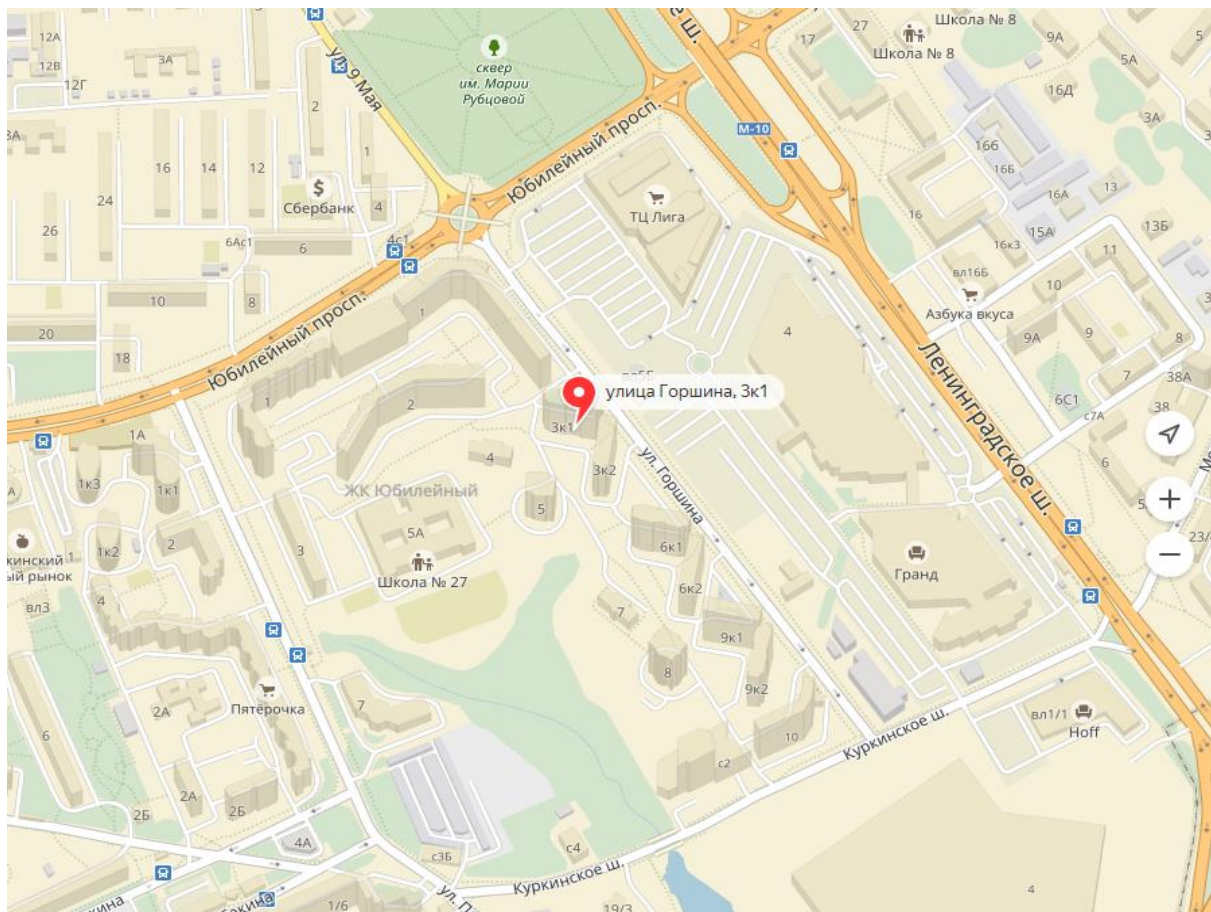 12А
12В
12Г
3А
ул. 9 Мая
2
1
16
14
12
24
26
Сбербанк
4
6Ас1
6
4с1
10
8
20
18
сквер
им. Марии
Рубцовой
Юбилейный просп.
М-10
17
27
Школа № 8
Школа № 8
9А
5А
5
16Д
3А
16б
16Б
16А
13
15А
13Б
16
16к3
11
вл16Б
10
Азбука вкуса
9А
9
8
7
38А
6С1
38
с7А
6
ТЦ Лига
4
Юбилейный просп.
1
1
2
улица Горшина, 3к1
3к1
3к2
4
5
ЖК Юбилейный
5А
Школа № 27
3
1А
1к3
1к1
1к2
2
4
вл3
ый рынок
ул. Горшина
6к1
6к2
7
9к1
8
9к2
10
с2
Ленинградское ш.
Гранд
вл1/1
Hoff
Куркинское ш.
Пятёрочка
2А
7
6
2А
2Б
2Б
4А
с3Б
с4
Куркинское ш.
1/6
19/3
4